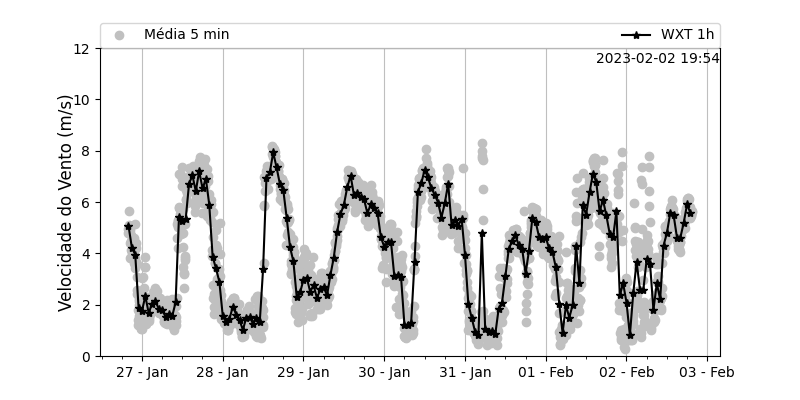 Média 5 min
WXT 1h
2023-02-02 19:54
Velocidade do Vento (m/s)
12
10
8
6
4
2
0
27 - Jan
28 - Jan
29 - Jan
30 - Jan
31 - Jan
01 - Feb
02 - Feb
03 - Feb